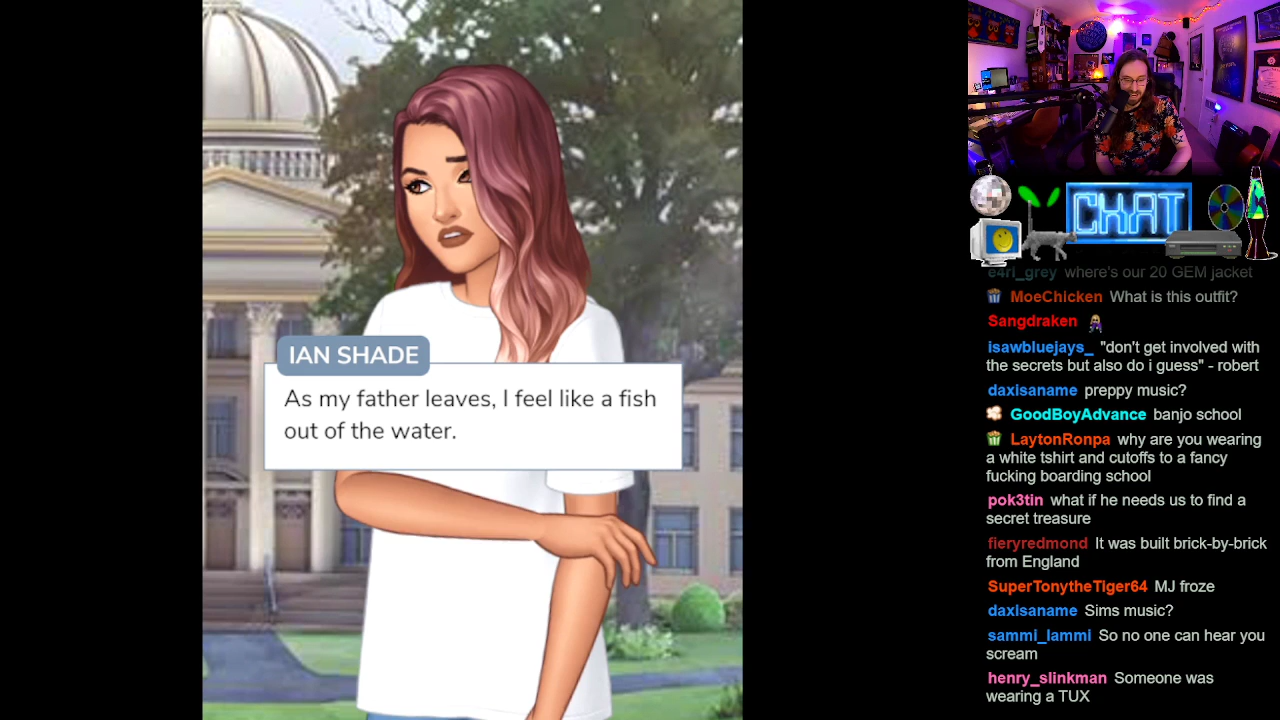 IAN SHADE
As my father leaves, I feel like a fish
out of the water.
CHAT
e4rl_grey where's our 20 GEM jacket
MoeChicken What is this outfit?
Sangdraken
isawbluejays_ "don't get involved with
the secrets but also do i guess" - robert
daxisaname preppy music?
GoodBoyAdvance banjo school
LaytonRonpa why are you wearing
a white tshirt and cutoffs to a fancy
fucking boarding school
pok3tin what if he needs us to find a
secret treasure
fieryredmond It was built brick-by-brick
from England
SuperTonytheTiger64 MJ froze
daxisaname Sims music?
sammi_lammi So no one can hear you
scream
henry_slinkman Someone was
wearing a TUX